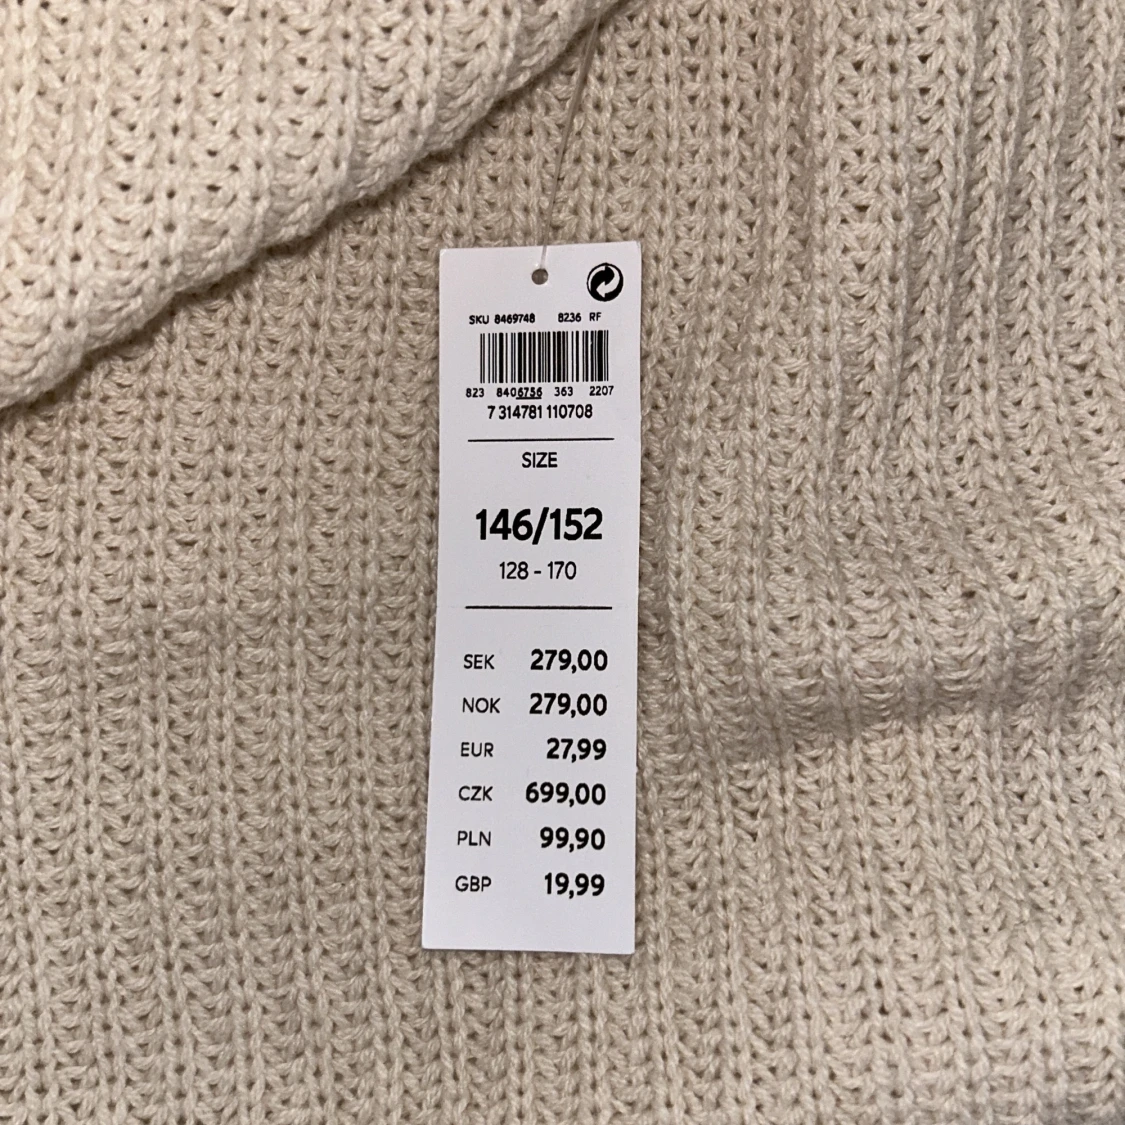 SKU 8469748 8236 RF
823 8406756 363 2207
7 314781 110708
SIZE
146/152
128 - 170
SEK 279,00
NOK 279,00
EUR 27,99
CZK 699,00
PLN 99,90
GBP 19,99